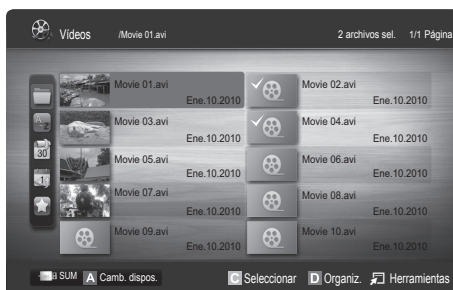 Vídeos /Movie 01.avi 2 archivos sel. 1/1 Página
Movie 01.avi
Ene.10.2010
Movie 02.avi
Ene.10.2010
Movie 03.avi
Ene.10.2010
Movie 04.avi
Ene.10.2010
Movie 05.avi
Ene.10.2010
Movie 06.avi
Ene.10.2010
Movie 07.avi
Ene.10.2010
Movie 08.avi
Ene.10.2010
Movie 09.avi
Ene.10.2010
Movie 10.avi
Ene.10.2010
A
30
1
SUM A Camb. dispos. C Seleccionar D Organiz. Herramientas